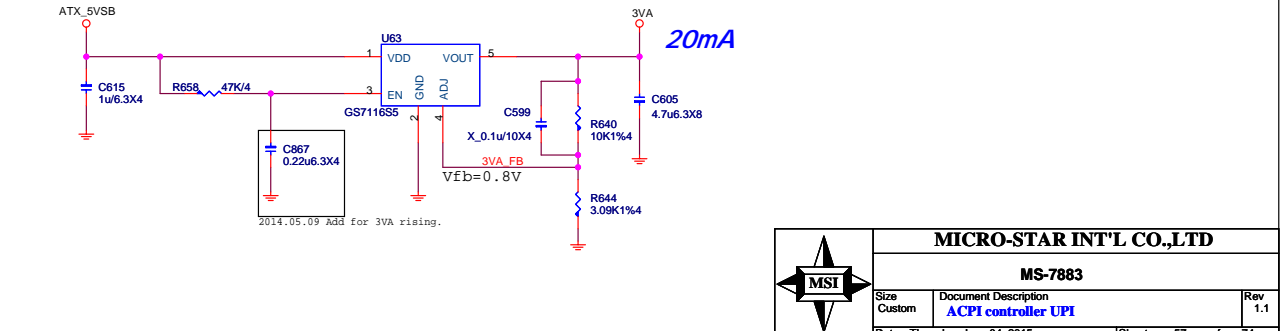 ATX_5VSB
3VA
20mA
U63
1
VDD
VOUT
5
C615
1u/6.3X4
R658
47K/4
3
EN
GND
ADJ
GS7116S5
2
4
C599
X_0.1u/10X4
R640
10K1%4
C605
4.7u6.3X8
C867
0.22u6.3X4
3VA_FB
Vfb=0.8V
R644
3.09K1%4
2014.05.09 Add for 3VA rising.
MICRO-STAR INT'L CO.,LTD
MSI
MS-7883
Size
Custom
Document Description
ACPI controller UPI
Rev
1.1